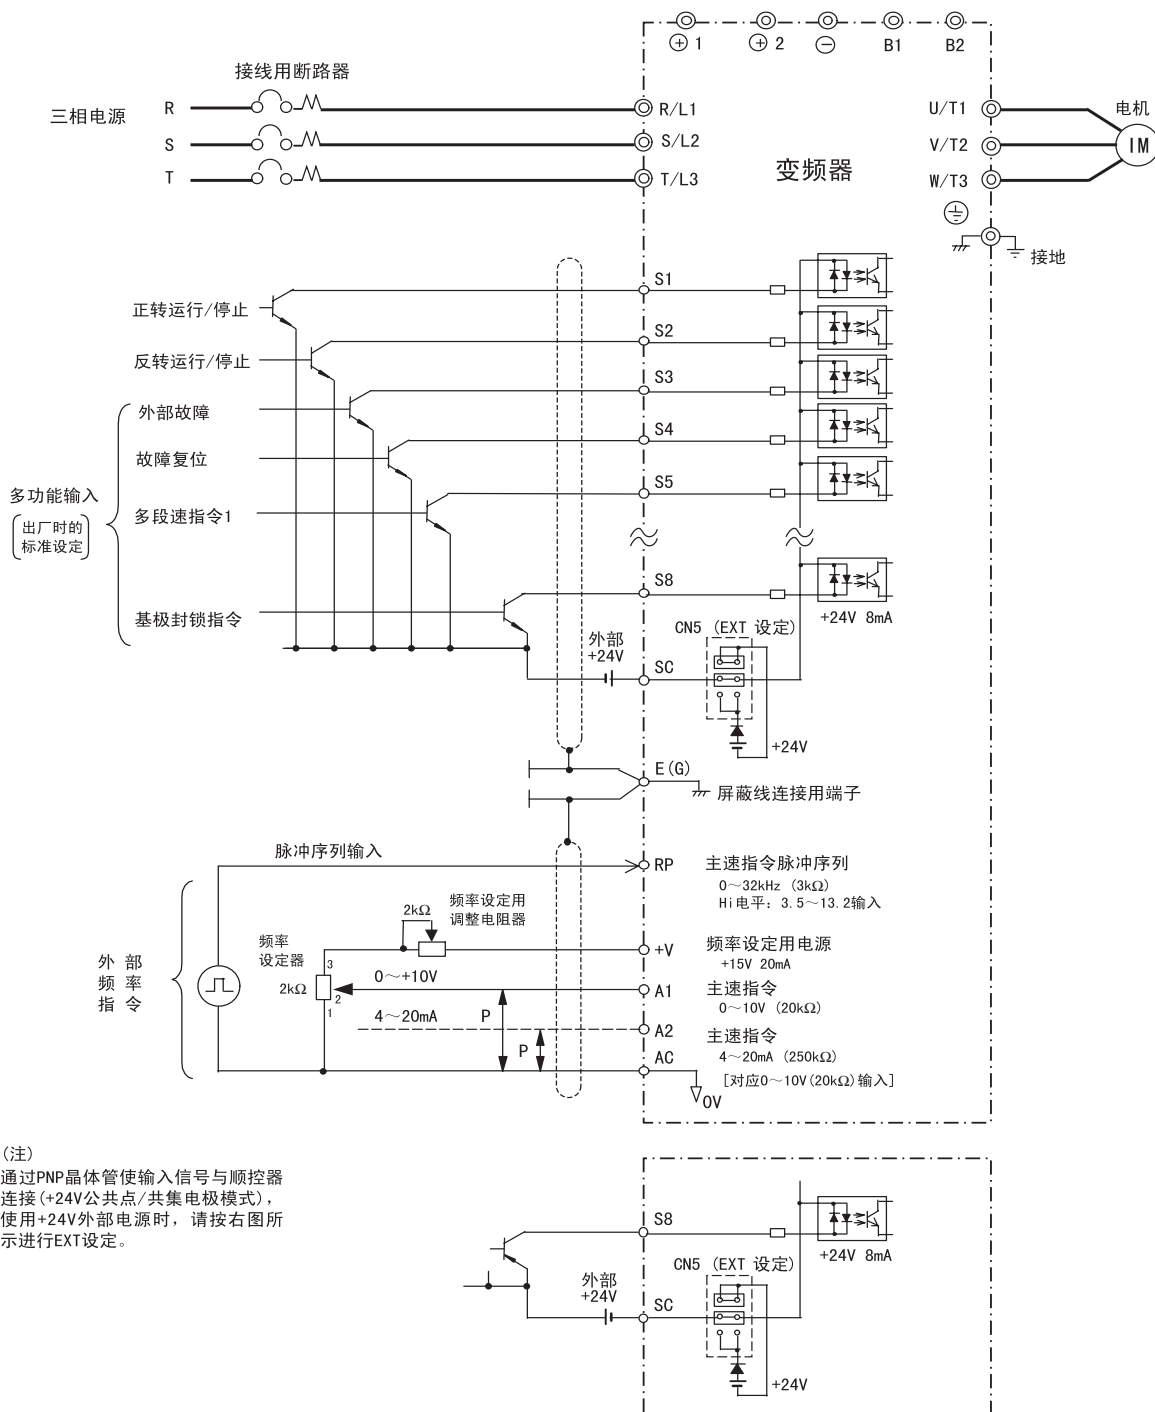 ⊕ 1
⊕ 2
⊖
B1
B2
接线用断路器
三相电源
R
S
T
R/L1
S/L2
T/L3
变频器
U/T1
V/T2
W/T3
电机
IM
接地
S1
正转运行/停止
S2
反转运行/停止
S3
外部故障
S4
故障复位
S5
多功能输入
出厂时的
标准设定
多段速指令1
S8
基极封锁指令
+24V 8mA
CN5 (EXT 设定)
外部
+24V
SC
+24V
E(G)
屏蔽线连接用端子
脉冲序列输入
RP
主速指令脉冲序列
0～32kHz (3kΩ)
Hi电平：3.5～13.2输入
2kΩ
频率设定用
调整电阻器
频率
设定器
+V
频率设定用电源
+15V 20mA
外 部
频 率
指 令
3
2kΩ
2
1
0～+10V
A1
主速指令
0～10V (20kΩ)
4～20mA
P
A2
主速指令
P
AC
4～20mA (250kΩ)
[对应0～10V(20kΩ)输入]
0V
(注)
通过PNP晶体管使输入信号与顺控器
连接(+24V公共点/共集电极模式)，
使用+24V外部电源时，请按右图所
示进行EXT设定。
S8
+24V 8mA
CN5 (EXT 设定)
外部
+24V
SC
+24V